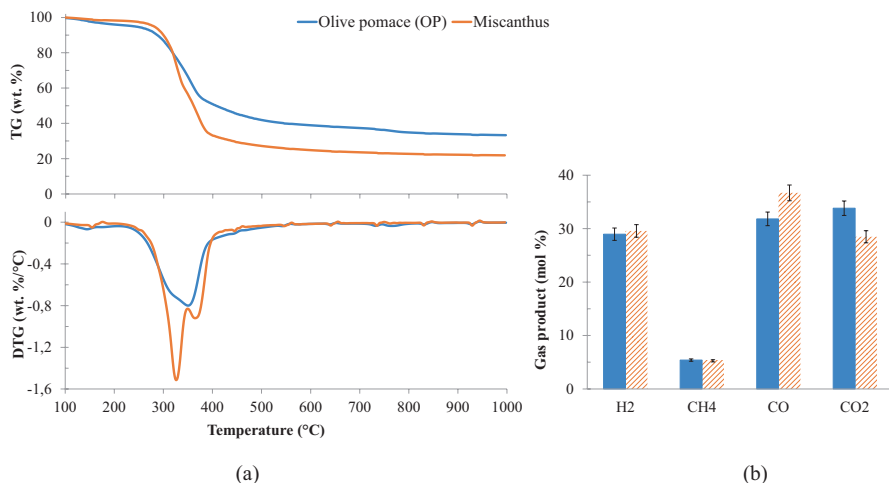 Olive pomace (OP) Miscanthus
TG (wt. %)
100
80
60
40
20
0
DTG (wt. %/°C)
0
-0,4
-0,8
-1,2
-1,6
100 200 300 400 500 600 700 800 900 1000
Temperature (°C)
(a)
Gas product (mol %)
40
30
20
10
0
H2 CH4 CO CO2
(b)